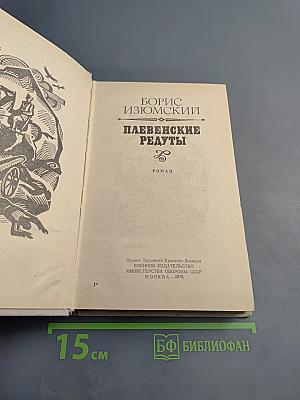 БОРИС
ИЗЮМСКИЙ
ПЛЕВЕНСКИЕ
РЕДУТЫ
РОМАН
Ордена Трудового Красного Знамени
ВОЕННОЕ ИЗДАТЕЛЬСТВО
МИНИСТЕРСТВА ОБОРОНЫ СССР
МОСКВА —
1*
15 см
БФ БИБЛИОФАН